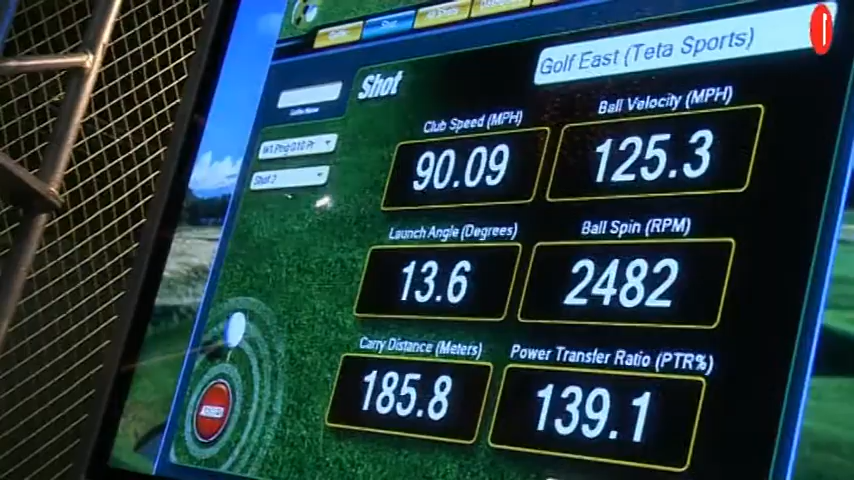 Shot
Golf East (Teta Sports)
Shot
Club Speed (MPH)
Ball Velocity (MPH)
90.09
125.3
Launch Angle (Degrees)
Ball Spin (RPM)
13.6
2482
Carry Distance (Meters)
Power Transfer Ratio (PTR%)
185.8
139.1